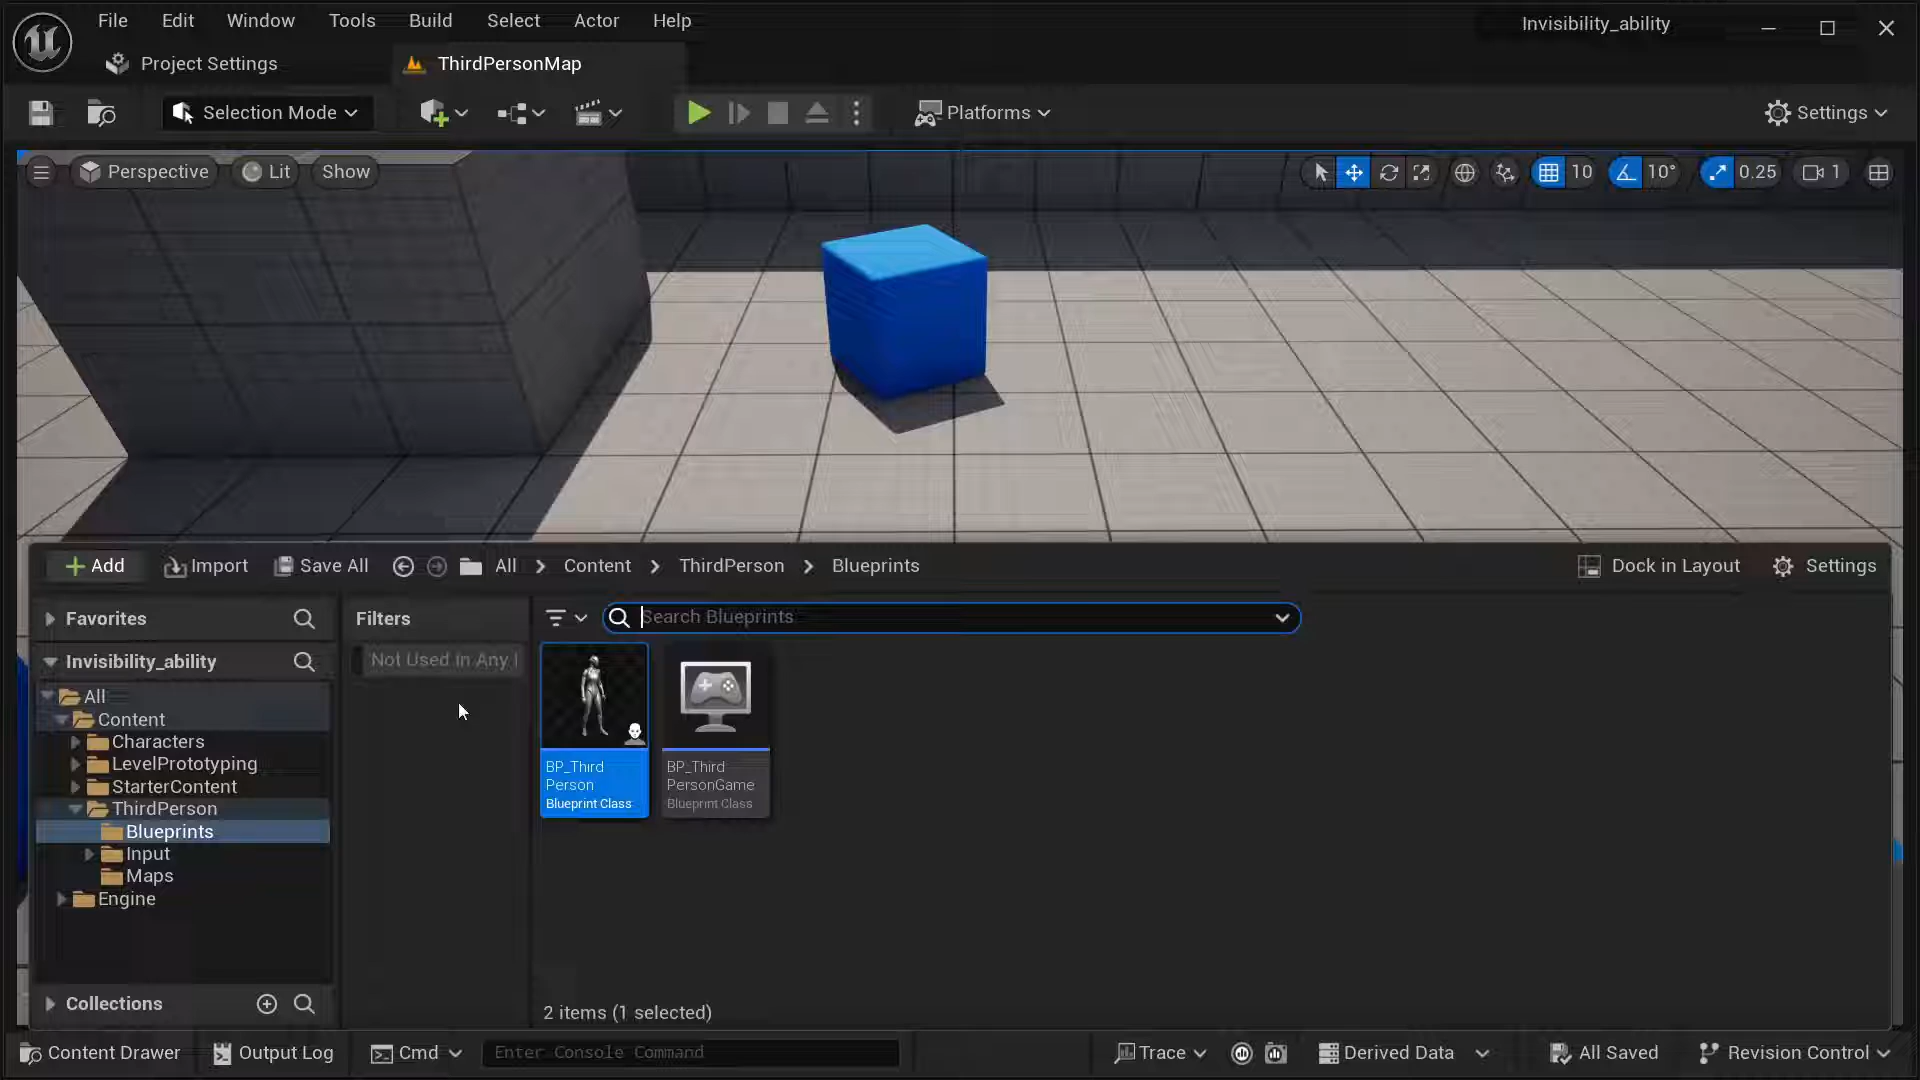 File Edit Window Tools Build Select Actor Help Invisibility_ability
Project Settings ThirdPersonMap
Selection Mode Platforms Settings
Perspective Lit Show 10 10° 0.25 1
Add Import Save All All Content ThirdPerson Blueprints Dock in Layout Settings
Favorites Filters Search Blueprints
Invisibility_ability Not Used in Any
All
Content
Characters
LevelPrototyping
StarterContent
ThirdPerson
Blueprints
Input
Maps
Engine
BP_Third
Person
Blueprint Class
BP_Third
PersonGame
Blueprint Class
Collections 2 items (1 selected)
Content Drawer Output Log Cmd Enter Console Command Trace Derived Data All Saved Revision Control